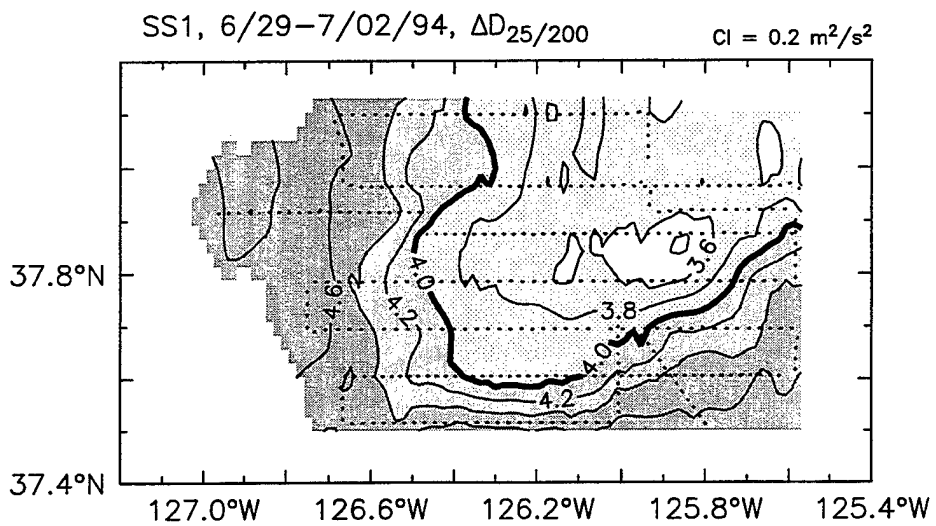 SS1, 6/29–7/02/94, ΔD25/200
CI = 0.2 m²/s²
37.8°N
37.4°N
4.6
4.2
4.0
3.6
3.8
4.0
4.2
127.0°W
126.6°W
126.2°W
125.8°W
125.4°W